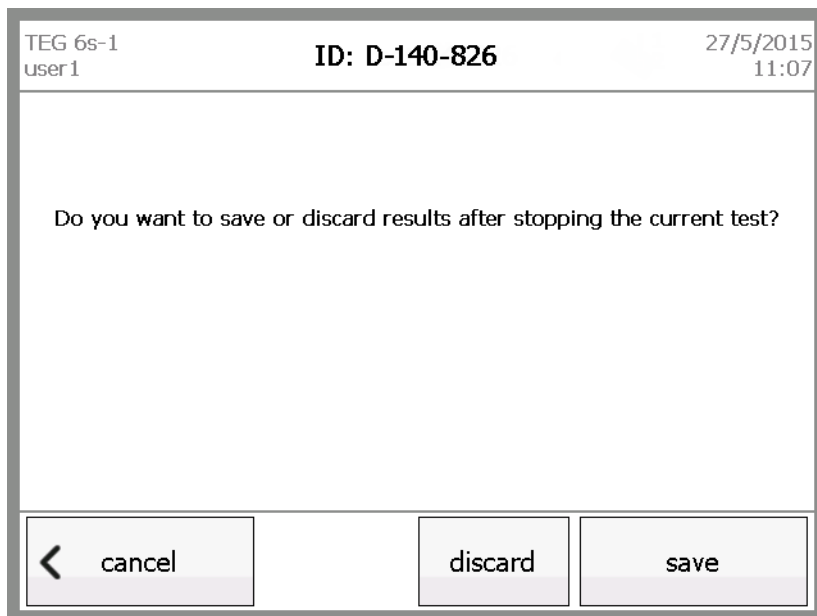 TEG 6s-1
user1
ID: D-140-826
27/5/2015
11:07
Do you want to save or discard results after stopping the current test?
cancel
discard
save